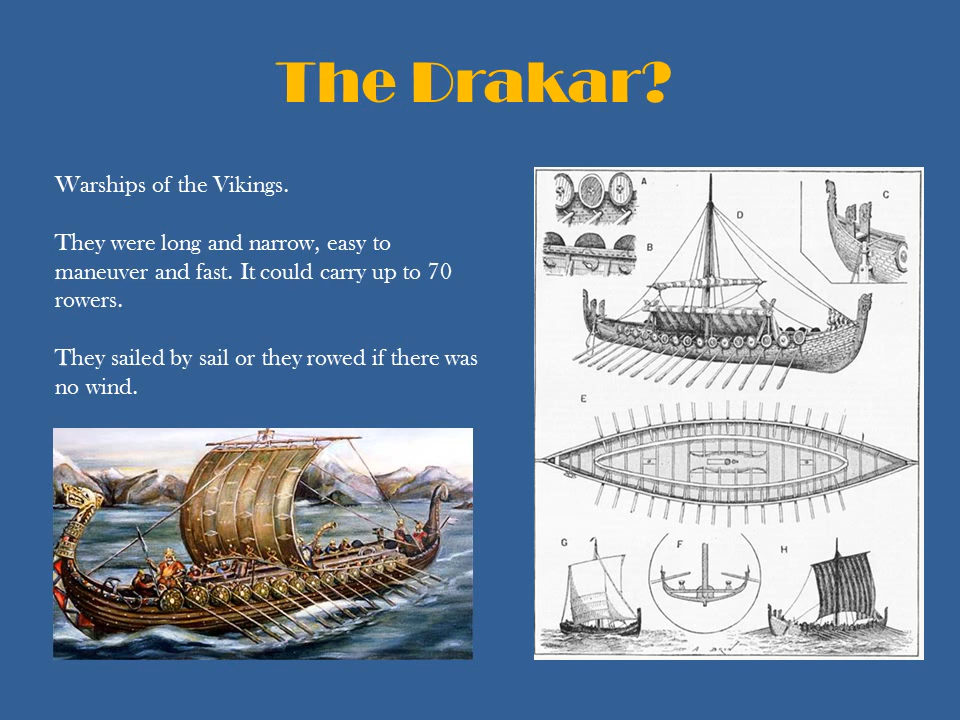 The Drakar?
Warships of the Vikings.
They were long and narrow, easy to
maneuver and fast. It could carry up to 70
rowers.
They sailed by sail or they rowed if there was
no wind.
A
B
C
D
E
F
G
H